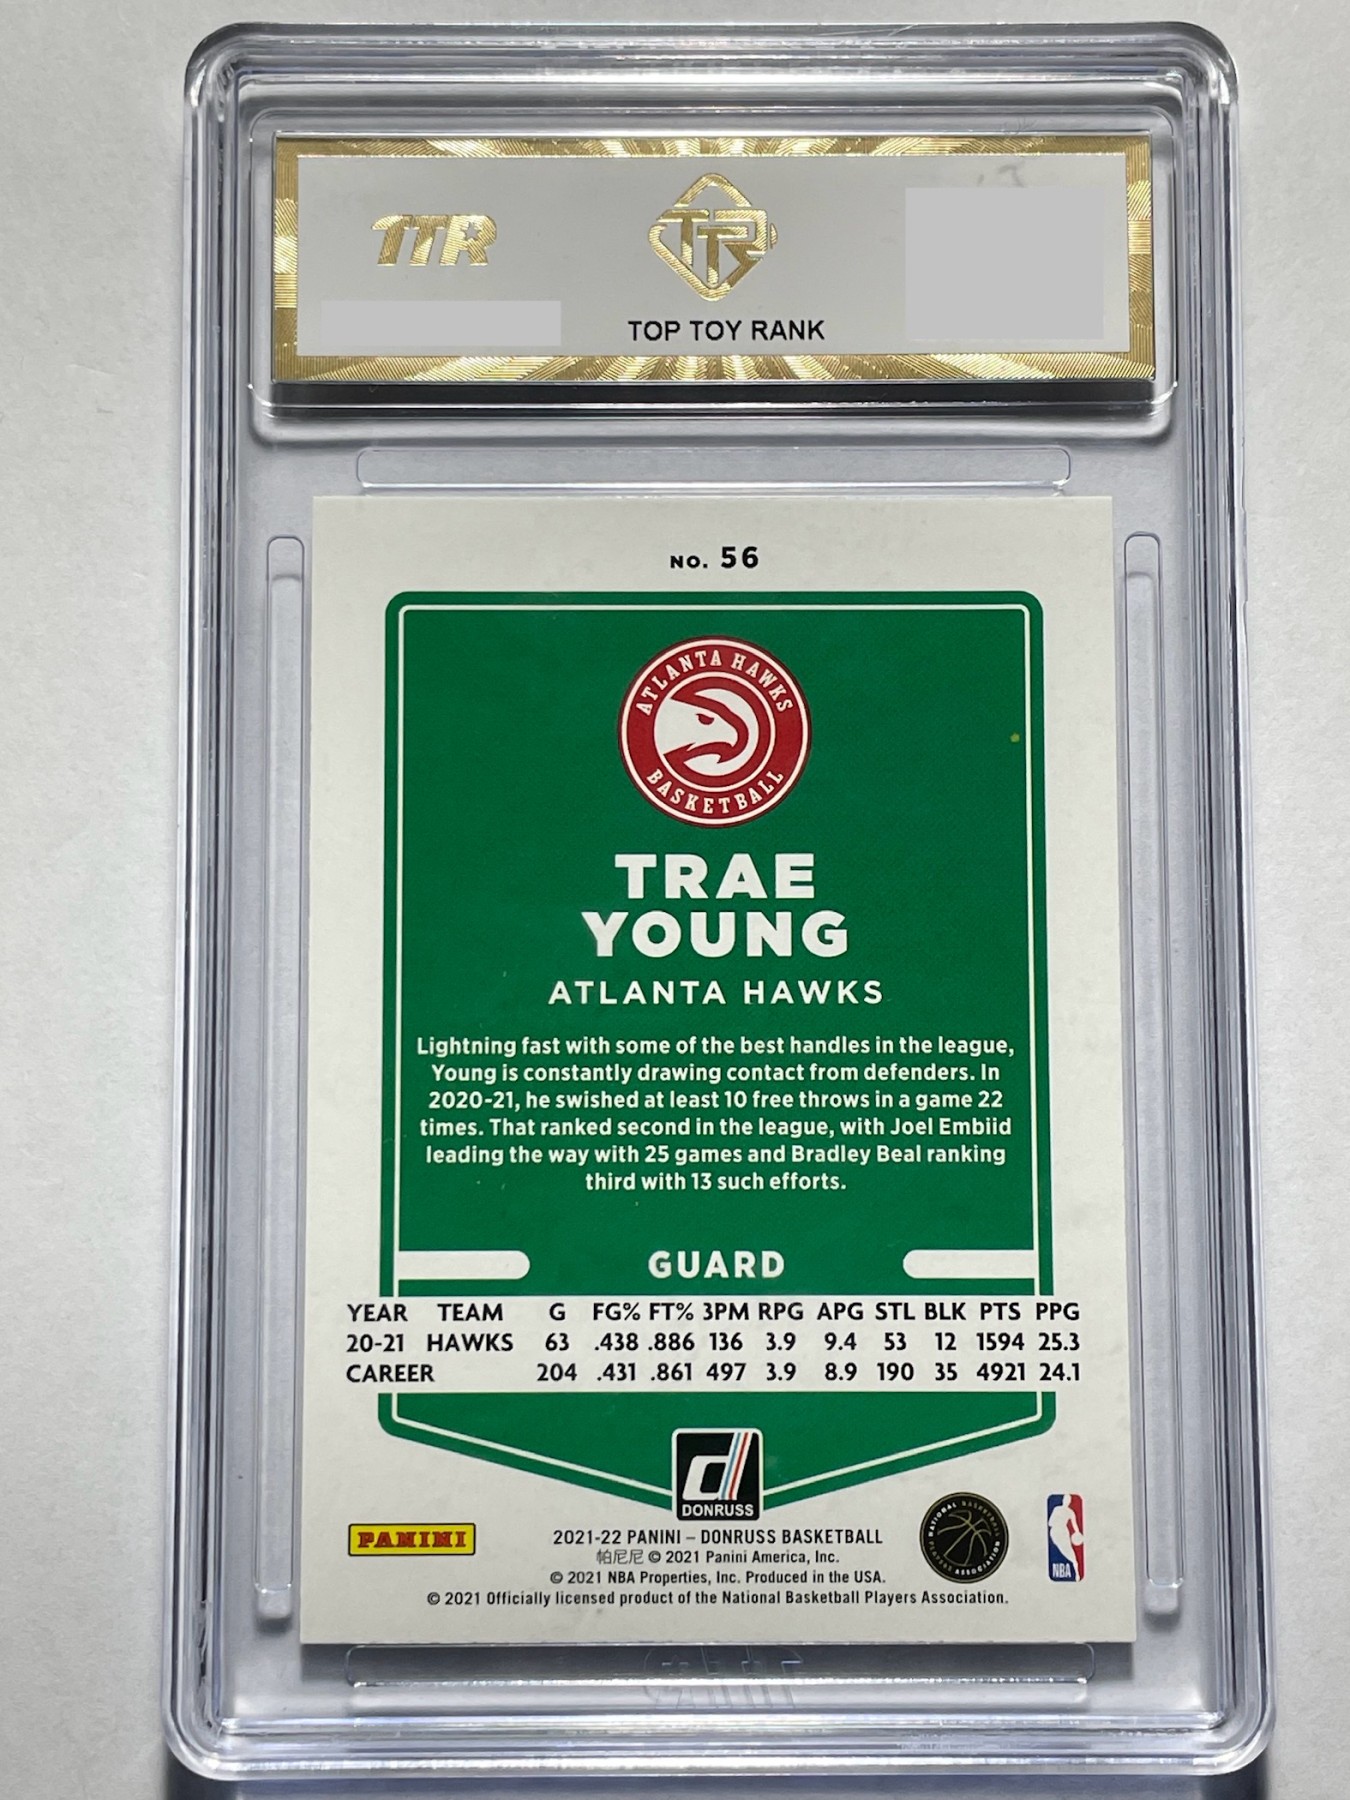 TTR
TTR
TOP TOY RANK
NO. 56
ATLANTA HAWKS
BASKETBALL
TRAE
YOUNG
ATLANTA HAWKS
Lightning fast with some of the best handles in the league,
Young is constantly drawing contact from defenders. In
2020-21, he swished at least 10 free throws in a game 22
times. That ranked second in the league, with Joel Embiid
leading the way with 25 games and Bradley Beal ranking
third with 13 such efforts.
GUARD
YEAR TEAM G FG% FT% 3PM RPG APG STL BLK PTS PPG
20-21 HAWKS 63 .438 .886 136 3.9 9.4 53 12 1594 25.3
CAREER 204 .431 .861 497 3.9 8.9 190 35 4921 24.1
d
DONRUSS
PANINI
2021-22 PANINI – DONRUSS BASKETBALL
帕尼尼 © 2021 Panini America, Inc.
© 2021 NBA Properties, Inc. Produced in the USA.
© 2021 Officially licensed product of the National Basketball Players Association.
NATIONAL BASKETBALL
PLAYERS ASSOCIATION
NBA